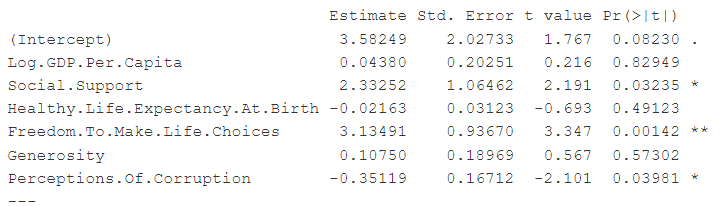 Estimate Std. Error t value Pr(>|t|)
(Intercept) 3.58249 2.02733 1.767 0.08230 .
Log.GDP.Per.Capita 0.04380 0.20251 0.216 0.82949
Social.Support 2.33252 1.06462 2.191 0.03235 *
Healthy.Life.Expectancy.At.Birth -0.02163 0.03123 -0.693 0.49123
Freedom.To.Make.Life.Choices 3.13491 0.93670 3.347 0.00142 **
Generosity 0.10750 0.18969 0.567 0.57302
Perceptions.Of.Corruption -0.35119 0.16712 -2.101 0.03981 *
---